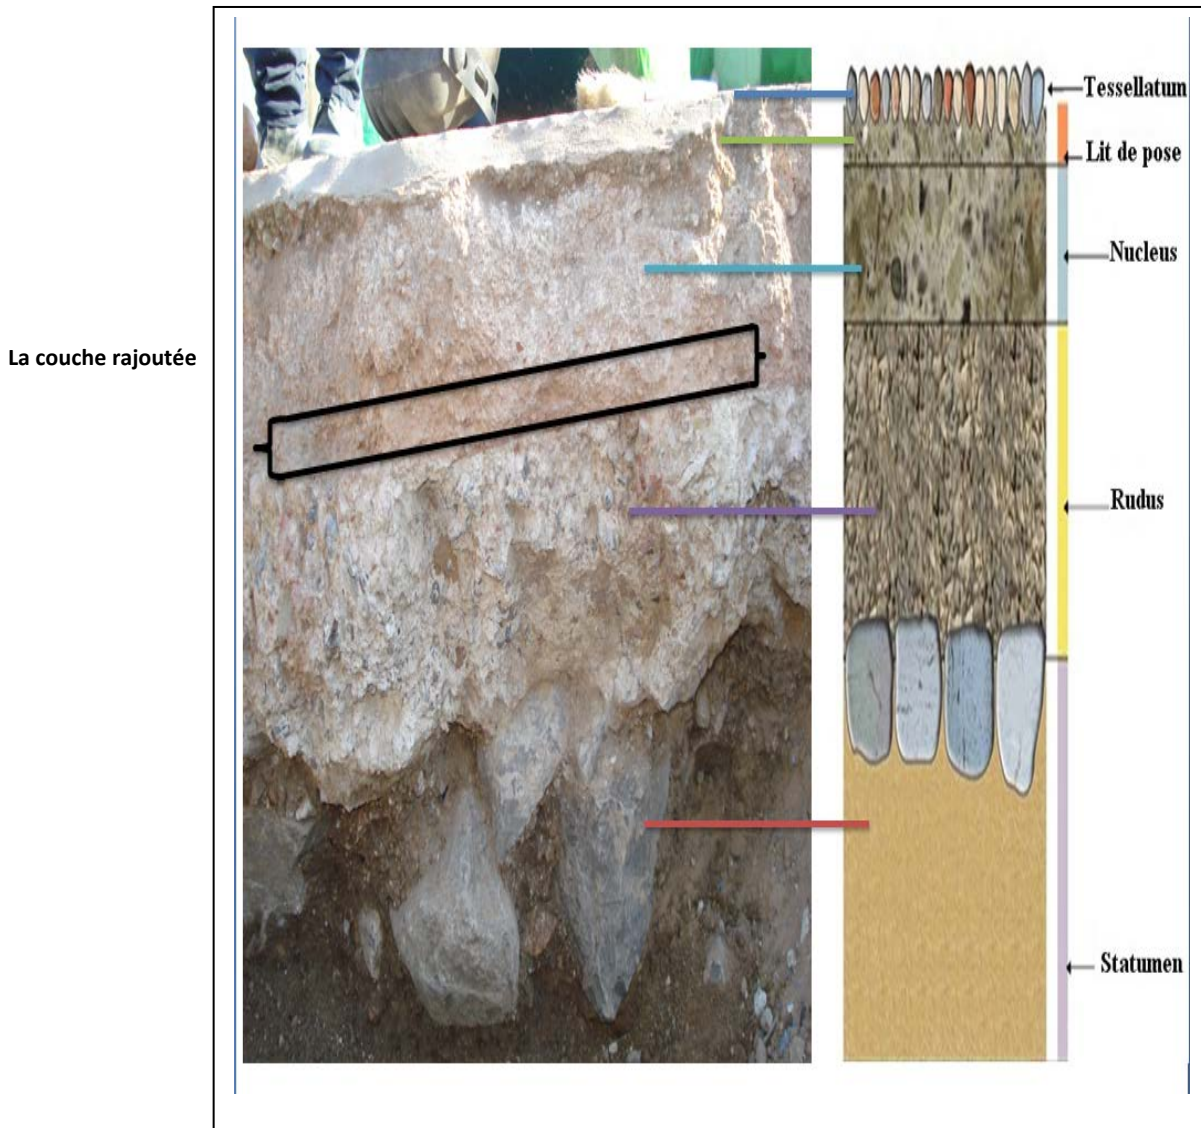 Tessellatum
Lit de pose
Nucleus
La couche rajoutée
Rudus
Statumen